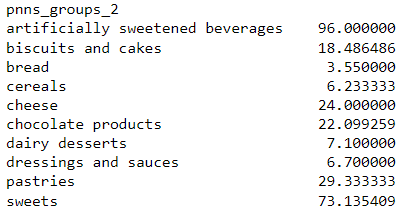 pnns_groups_2
artificially sweetened beverages 96.000000
biscuits and cakes 18.486486
bread 3.550000
cereals 6.233333
cheese 24.000000
chocolate products 22.099259
dairy desserts 7.100000
dressings and sauces 6.700000
pastries 29.333333
sweets 73.135409